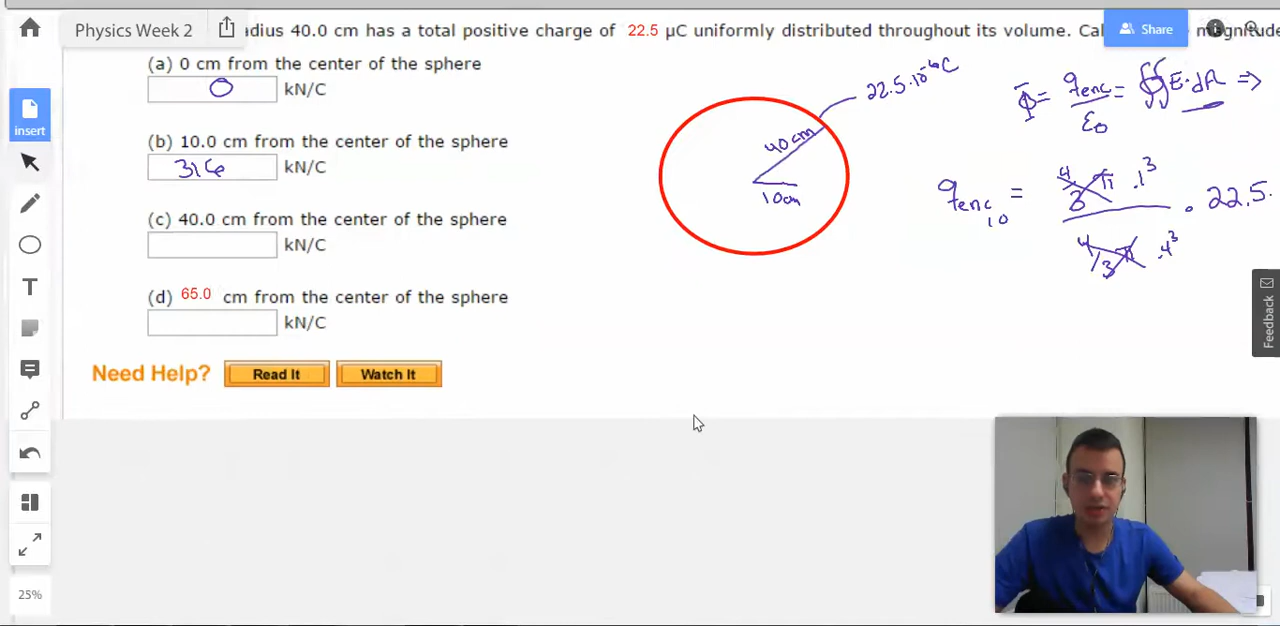 Physics Week 2
adius 40.0 cm has a total positive charge of 22.5 μC uniformly distributed throughout its volume. Cal
magnitude
Share
(a) 0 cm from the center of the sphere
0 kN/C
(b) 10.0 cm from the center of the sphere
316 kN/C
(c) 40.0 cm from the center of the sphere
kN/C
(d) 65.0 cm from the center of the sphere
kN/C
Need Help? Read It Watch It
22.5·10⁻⁶C
40cm
10cm
Φ = qenc/ε₀ = ∯E·dA ⇒
qenc₁₀ = 4/3 π .1³ / 4/3 π .4³ · 22.5
insert
T
25%
Feedback